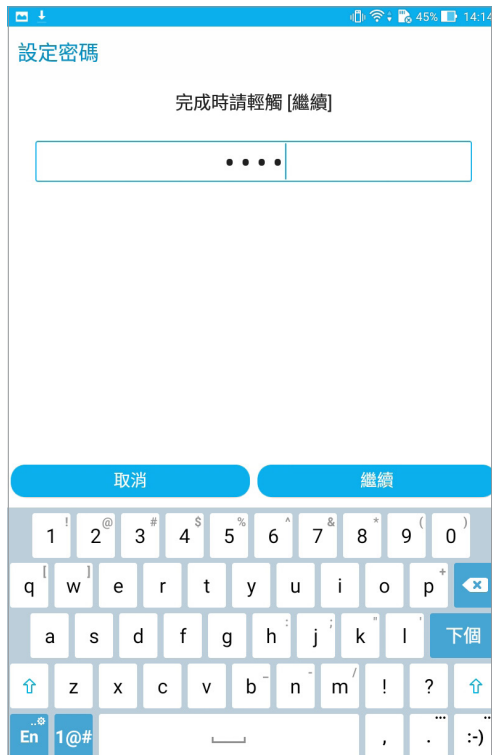 45% 14:14
設定密碼
完成時請輕觸 [繼續]
••••
取消 繼續
1 ! 2 @ 3 # 4 $ 5 % 6 ^ 7 & 8 * 9 ( 0 )
q [ w ] e r t y u i o p +
a s d f g h : j ; k " l ' 下個
z x c v b _ n - m / ! ?
En 1@# , . :-)